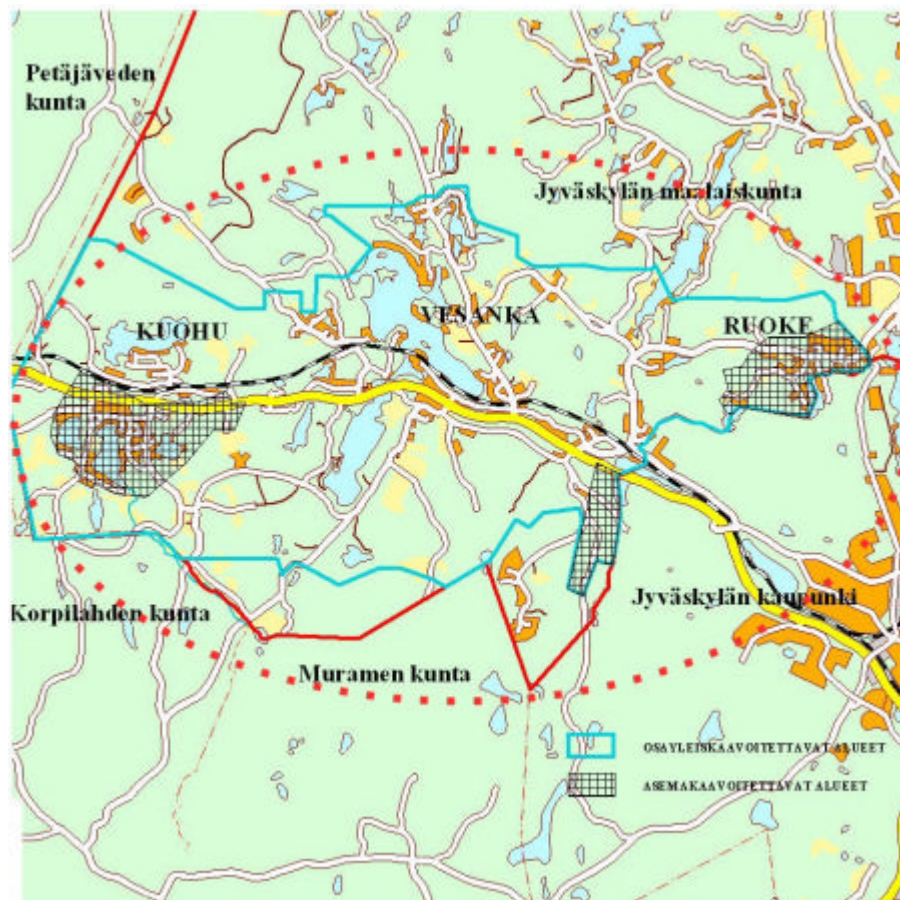 Petäjäveden
kunta
Jyväskylän maalaiskunta
KUOHU
VESANKA
RUOKE
Korpilahden kunta
Jyväskylän kaupunki
Muramen kunta
OSAYLEISKAAVOITETTAVAT ALUEET
ASEMAKAAVOITETTAVAT ALUEET